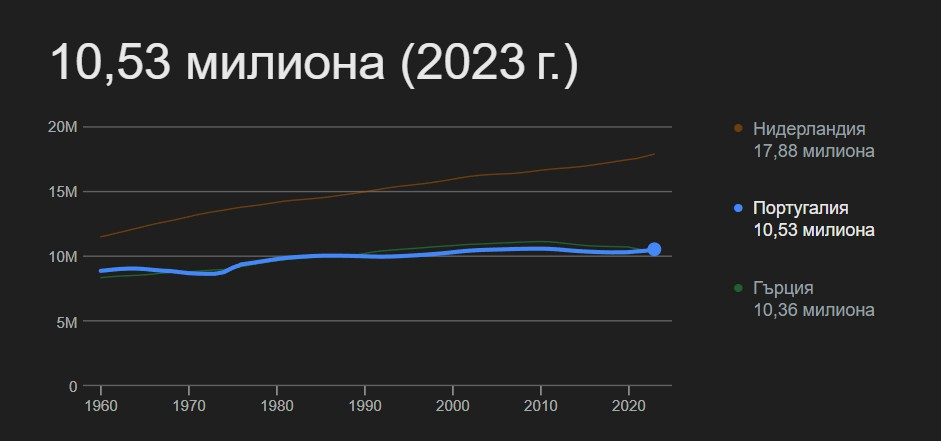 10,53 милиона (2023 г.)
20M
15M
10M
5M
0
1960 1970 1980 1990 2000 2010 2020
Нидерландия
17,88 милиона
Португалия
10,53 милиона
Гърция
10,36 милиона